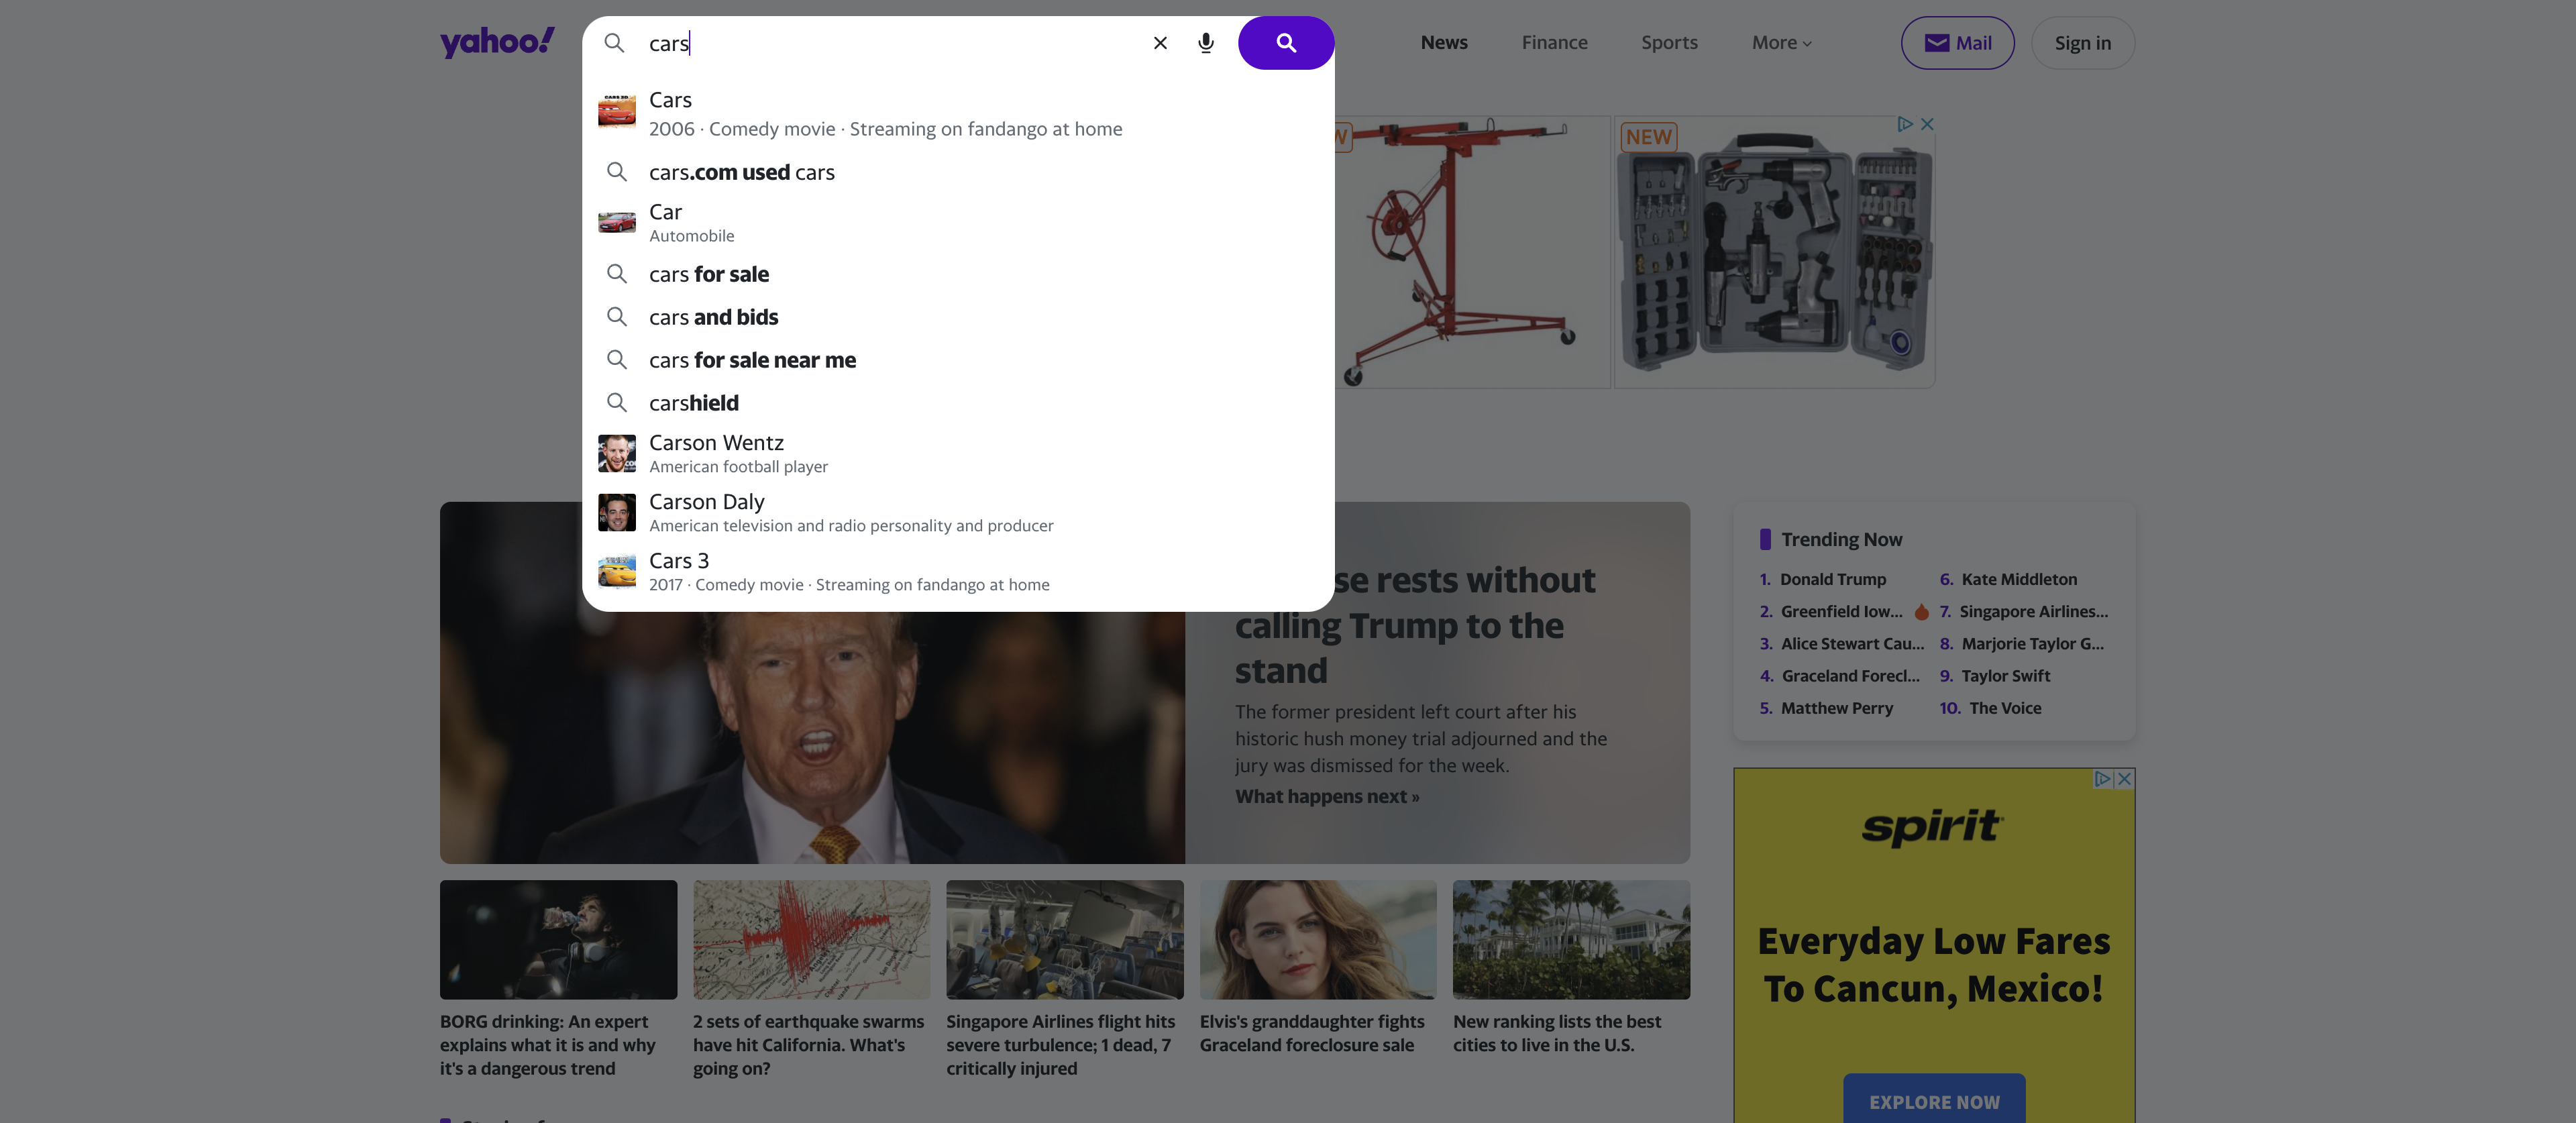 yahoo!
cars
News
Finance
Sports
More
Mail
Sign in
Cars
2006 · Comedy movie · Streaming on fandango at home
cars.com used cars
Car
Automobile
cars for sale
cars and bids
cars for sale near me
carshield
Carson Wentz
American football player
Carson Daly
American television and radio personality and producer
Cars 3
2017 · Comedy movie · Streaming on fandango at home
NEW
rests without
calling Trump to the
stand
The former president left court after his
historic hush money trial adjourned and the
jury was dismissed for the week.
What happens next »
Trending Now
1. Donald Trump
2. Greenfield Iow...
3. Alice Stewart Cau...
4. Graceland Forecl...
5. Matthew Perry
6. Kate Middleton
7. Singapore Airlines...
8. Marjorie Taylor G...
9. Taylor Swift
10. The Voice
BORG drinking: An expert
explains what it is and why
it's a dangerous trend
2 sets of earthquake swarms
have hit California. What's
going on?
Singapore Airlines flight hits
severe turbulence; 1 dead, 7
critically injured
Elvis's granddaughter fights
Graceland foreclosure sale
New ranking lists the best
cities to live in the U.S.
spirit
Everyday Low Fares
To Cancun, Mexico!
EXPLORE NOW